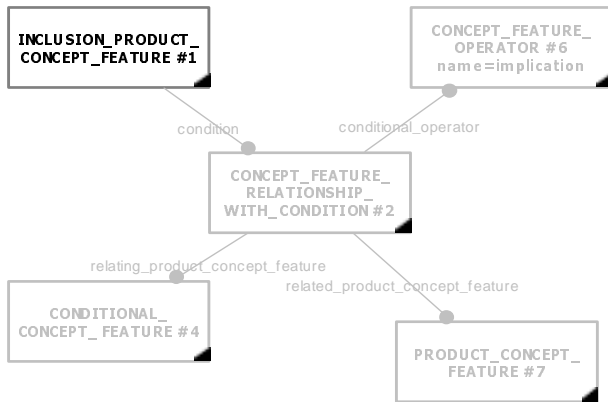 INCLUSION_PRODUCT_
CONCEPT_FEATURE #1
CONCEPT_FEATURE_
OPERATOR #6
name=implication
condition
conditional_operator
CONCEPT_FEATURE_
RELATIONSHIP_
WITH_CONDITION #2
relating_product_concept_feature
related_product_concept_feature
CONDITIONAL_
CONCEPT_ FEATURE #4
PRODUCT_CONCEPT_
FEATURE #7